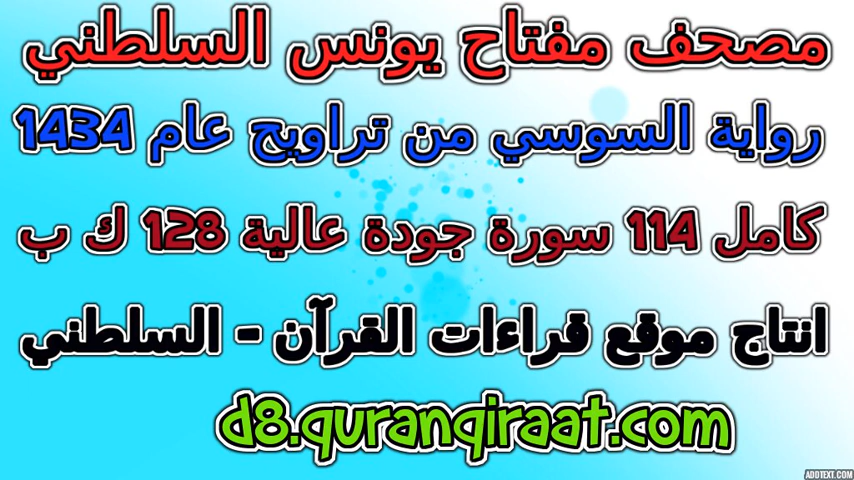 مصحف مفتاح يونس السلطني
رواية السوسي من تراويح عام 1434
كامل 114 سورة جودة عالية 128 ك ب
انتاج موقع قراءات القرآن - السلطني
d8.quranqiraat.com
ADDTEXT.COM